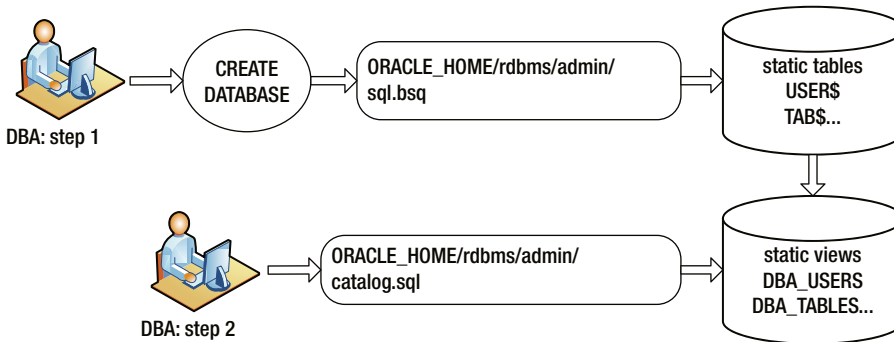 CREATE
DATABASE
ORACLE_HOME/rdbms/admin/
sql.bsq
static tables
USER$
TAB$...
DBA: step 1
ORACLE_HOME/rdbms/admin/
catalog.sql
static views
DBA_USERS
DBA_TABLES...
DBA: step 2